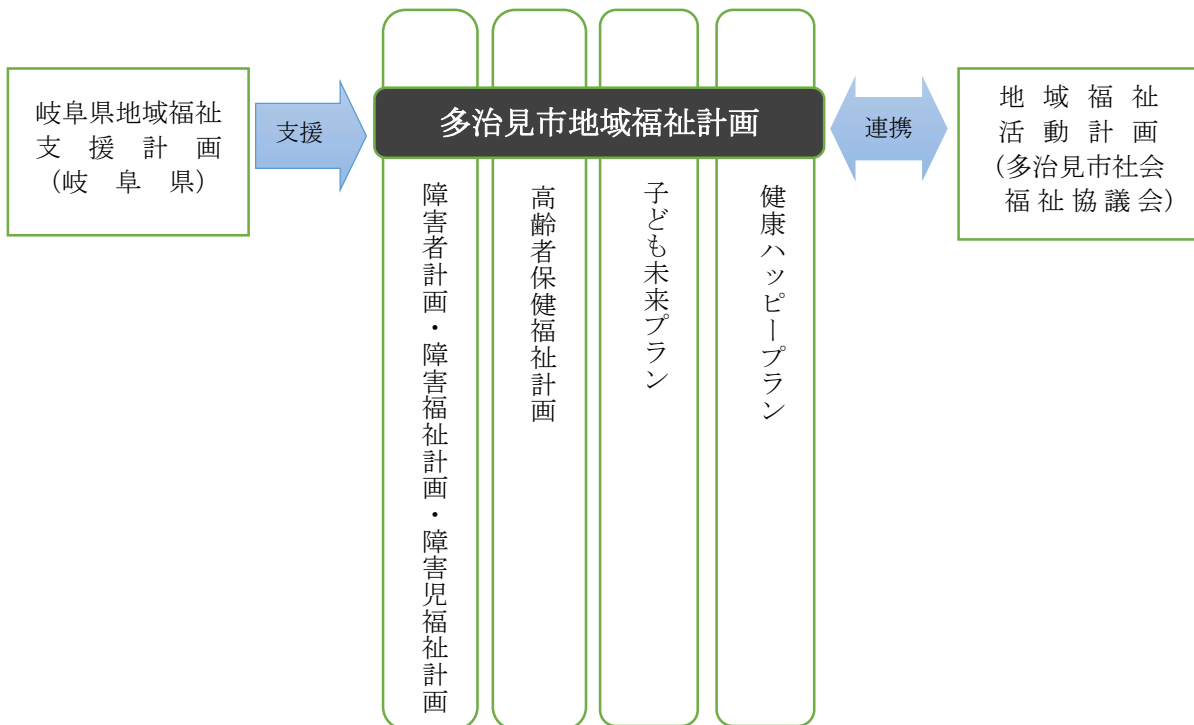 岐阜県地域福祉
支援計画
(岐阜県)
支援
多治見市地域福祉計画
連携
地域福祉
活動計画
(多治見市社会
福祉協議会)
障害者計画・障害福祉計画・障害児福祉計画
高齢者保健福祉計画
子ども未来プラン
健康ハッピープラン